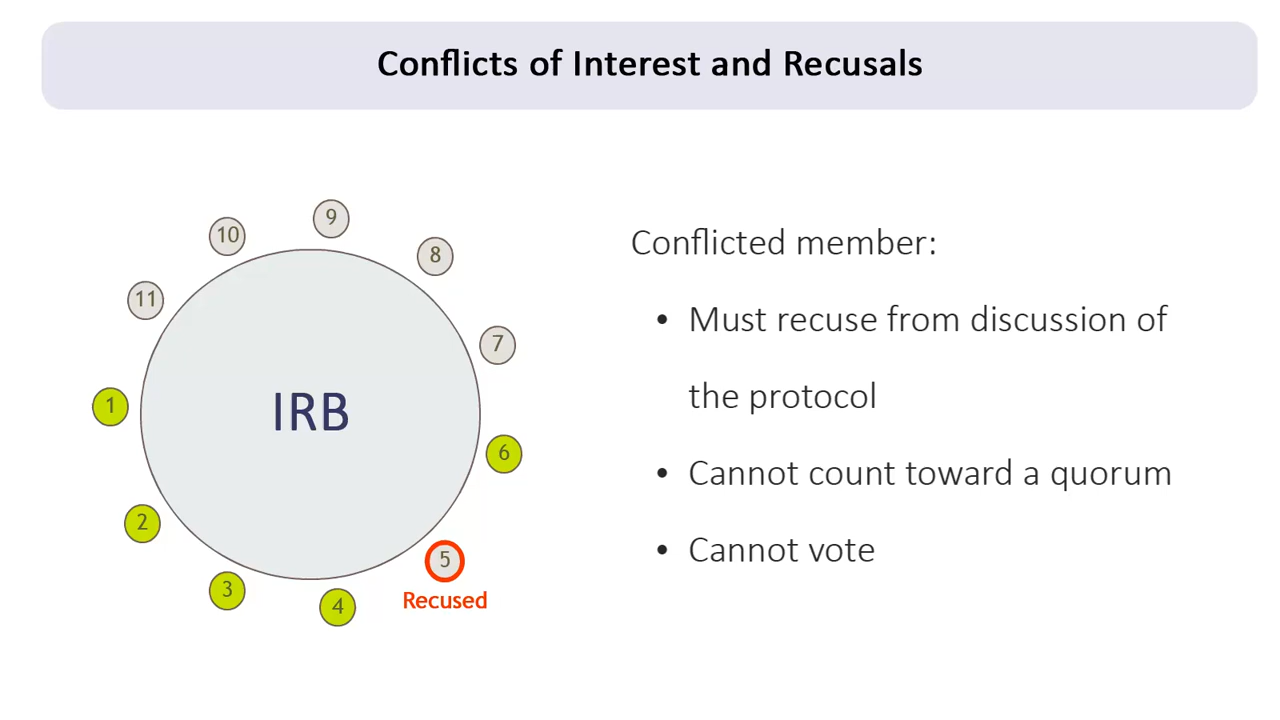 Conflicts of Interest and Recusals
9
10
8
11
7
1
IRB
6
2
5
3
4
Recused
Conflicted member:
• Must recuse from discussion of
the protocol
• Cannot count toward a quorum
• Cannot vote